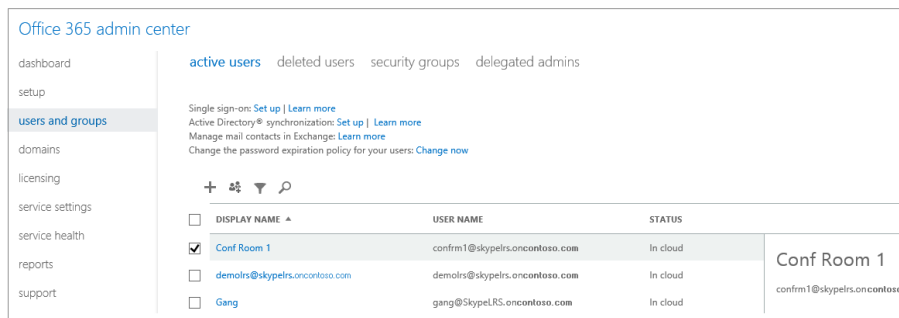 Office 365 admin center
dashboard
setup
users and groups
domains
licensing
service settings
service health
reports
support
active users deleted users security groups delegated admins
Single sign-on: Set up | Learn more
Active Directory® synchronization: Set up | Learn more
Manage mail contacts in Exchange: Learn more
Change the password expiration policy for your users: Change now
DISPLAY NAME USER NAME STATUS
Conf Room 1 confrm1@skypelrs.oncontoso.com In cloud
demolrs@skypelrs.oncontoso.com demolrs@skypelrs.oncontoso.com In cloud
Gang gang@SkypeLRS.oncontoso.com In cloud
Conf Room 1
confrm1@skypelrs.oncontoso